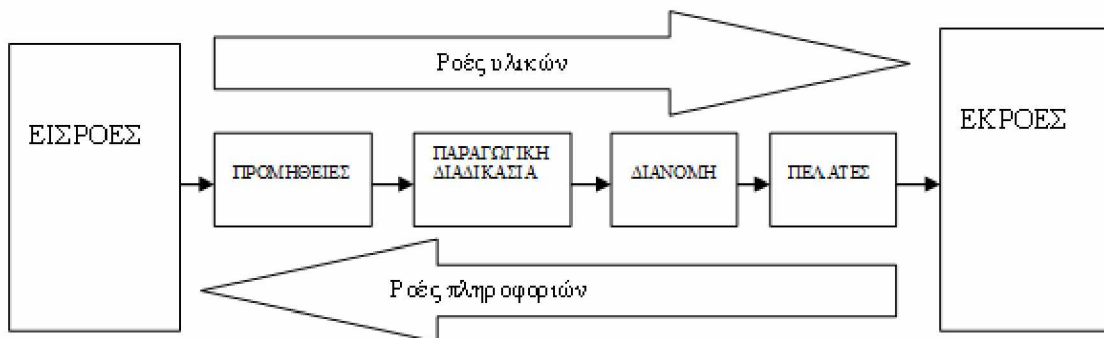 Ροές υλικών
ΕΙΣΡΟΕΣ
ΕΚΡΟΕΣ
ΠΡΟΜΗΘΕΙΕΣ
ΠΑΡΑΓΩΓΙΚΗ
ΔΙΑΔΙΚΑΣΙΑ
ΔΙΑΝΟΜΗ
ΠΕΛΑΤΕΣ
Ροές πληροφοριών